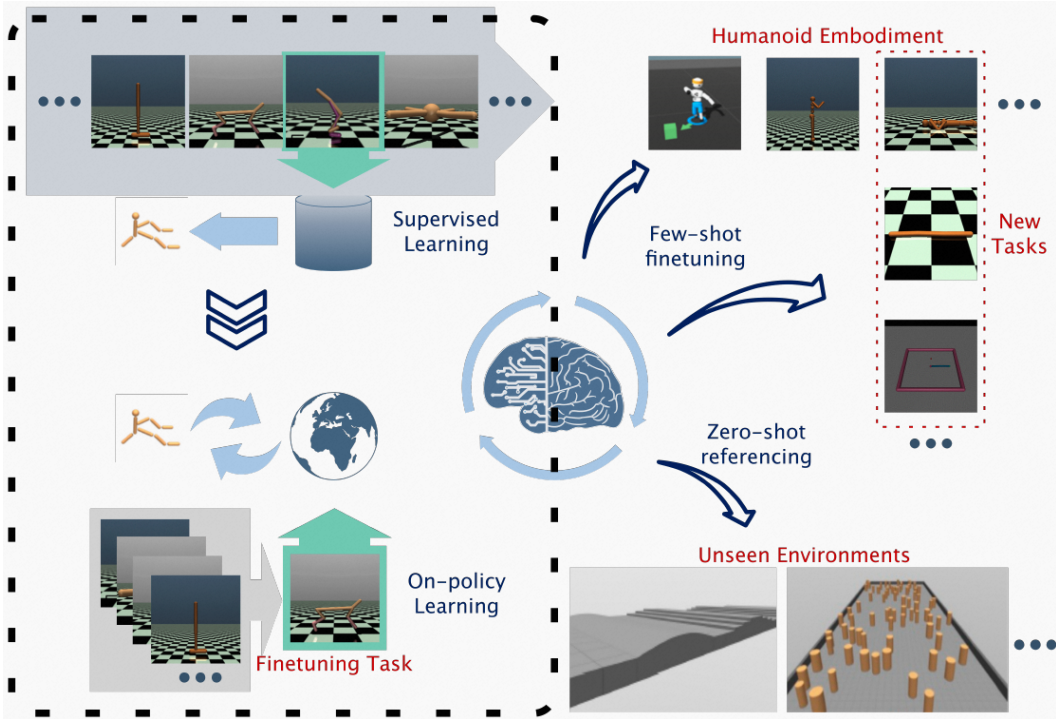 Humanoid Embodiment
Supervised
Learning
Few-shot
finetuning
New
Tasks
Zero-shot
referencing
On-policy
Learning
Finetuning Task
Unseen Environments